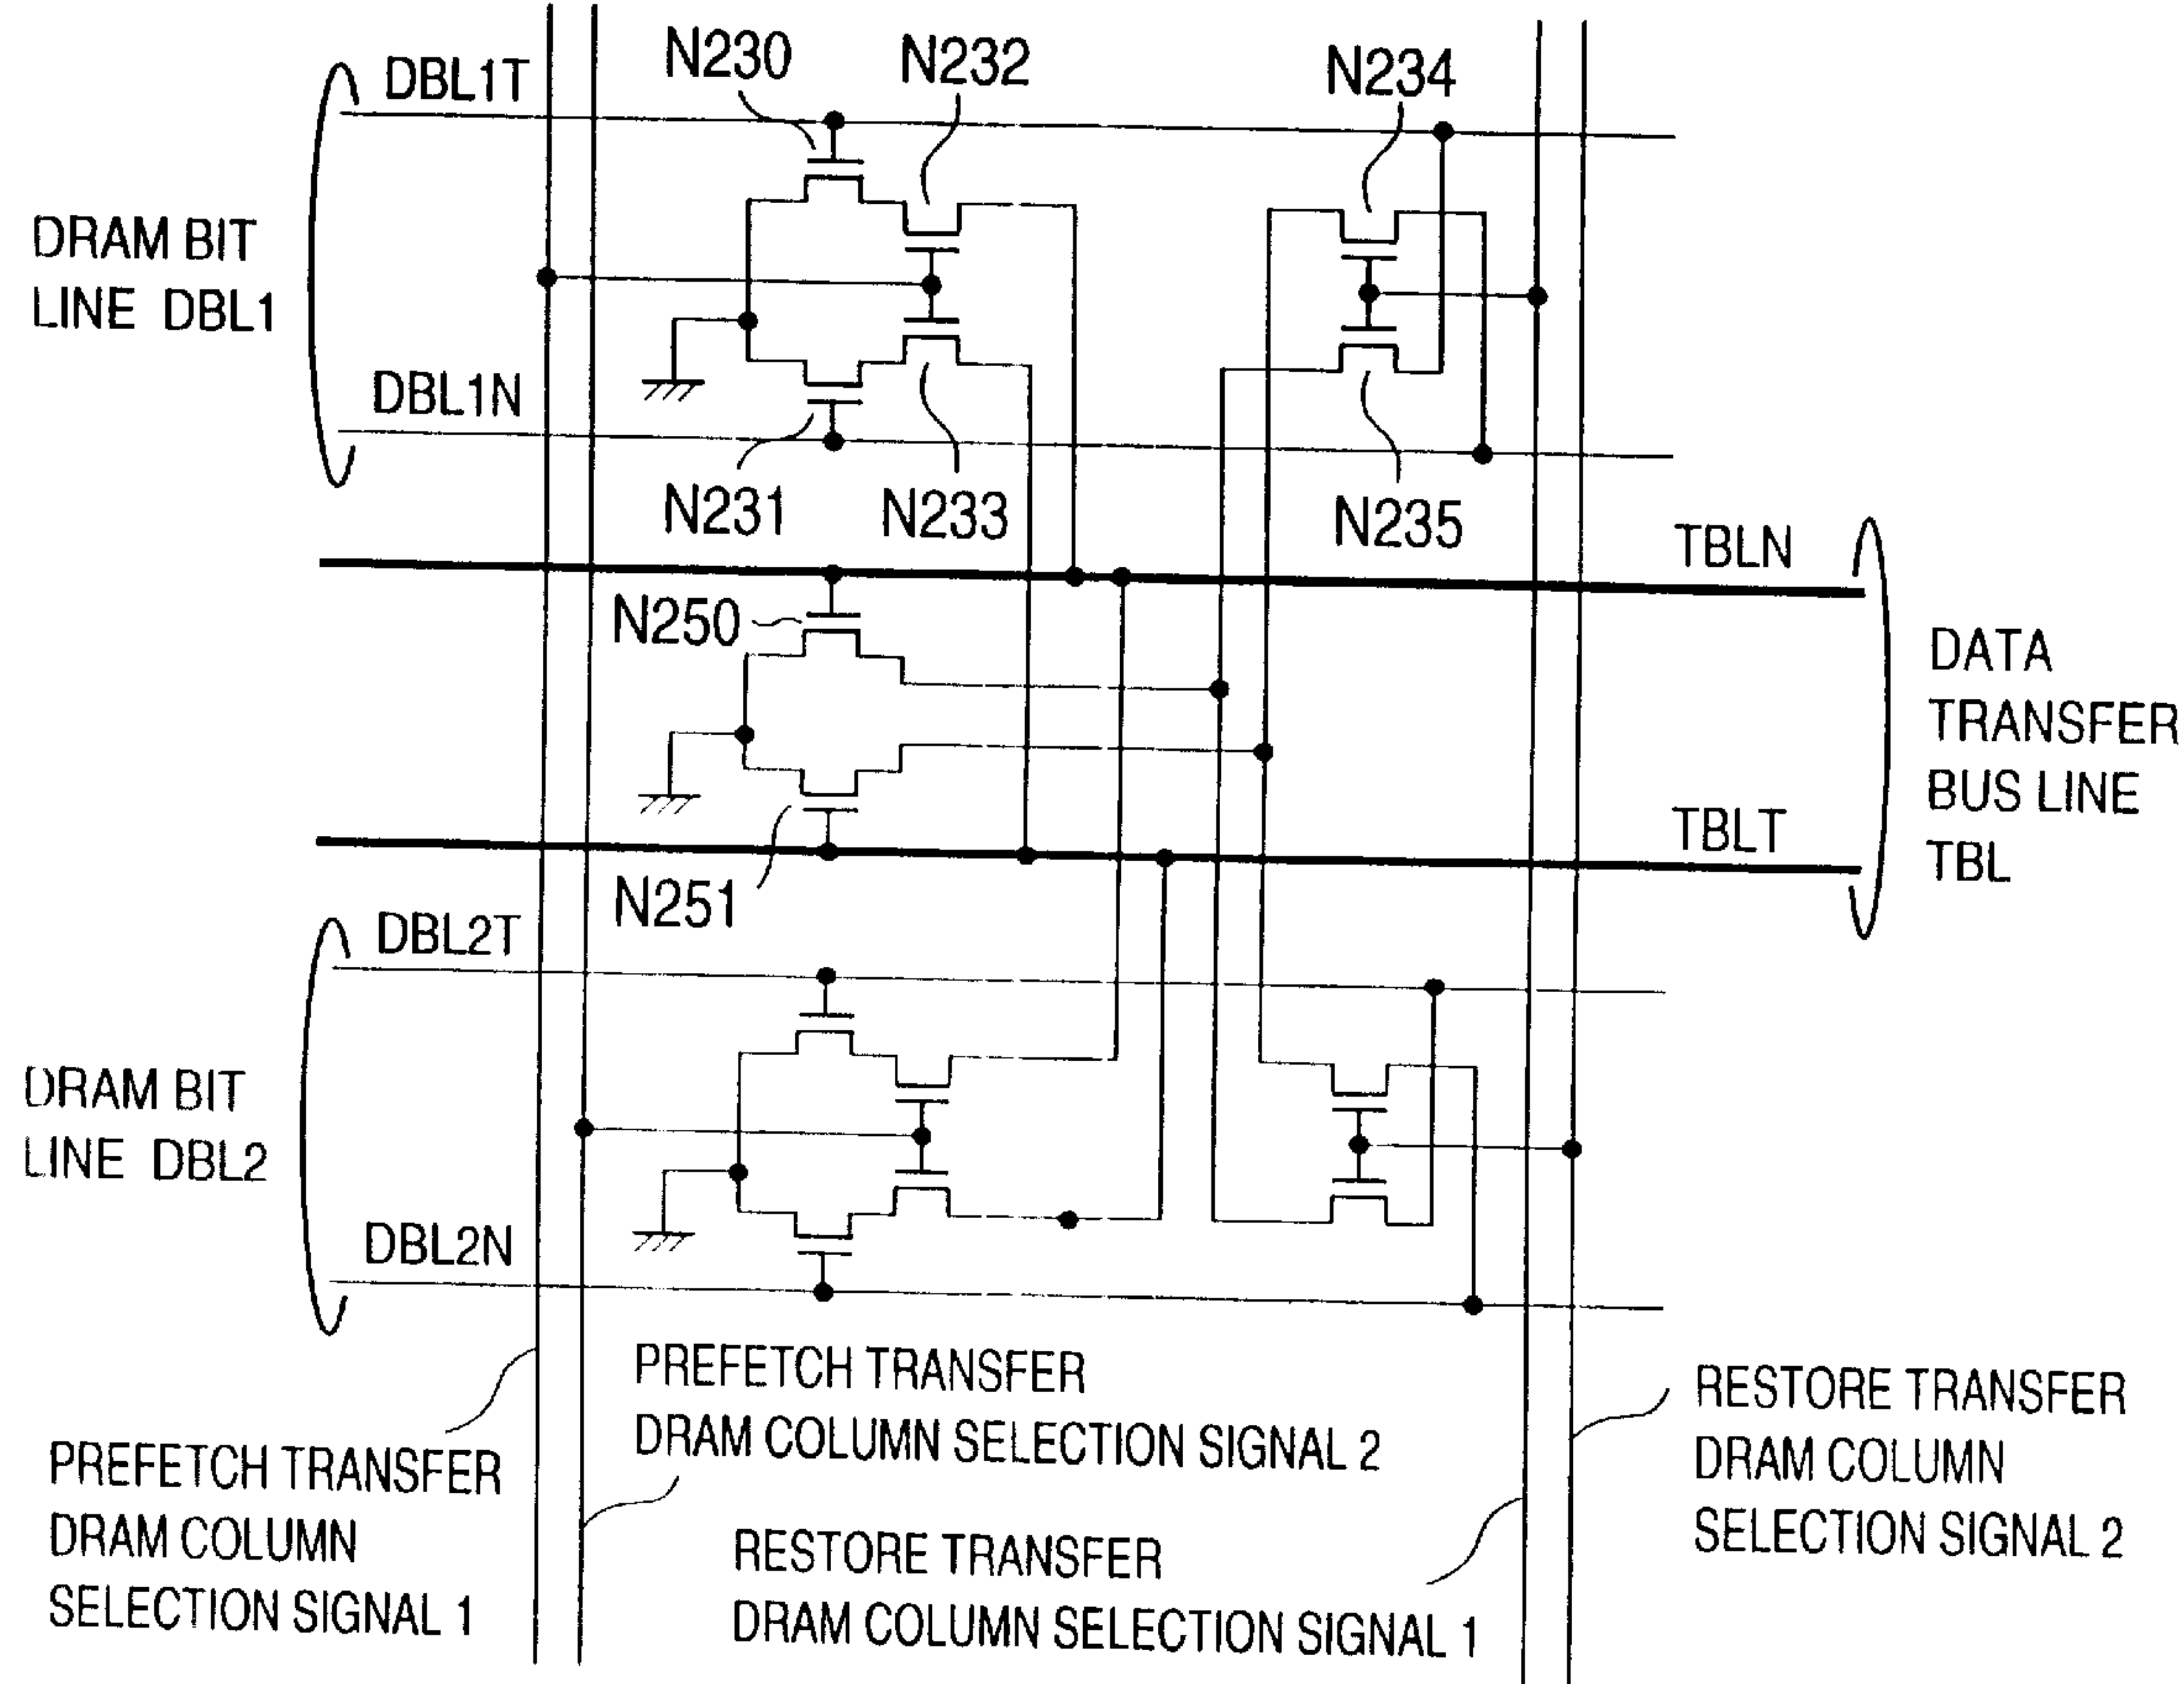 N230
N232
N234
DBL1T
DRAM BIT
LINE DBL1
DBL1N
N231
N233
N235
TBLN
N250
DATA
TRANSFER
BUS LINE
TBL
TBLT
N251
DBL2T
DRAM BIT
LINE DBL2
DBL2N
PREFETCH TRANSFER
DRAM COLUMN SELECTION SIGNAL 2
RESTORE TRANSFER
DRAM COLUMN
SELECTION SIGNAL 2
PREFETCH TRANSFER
DRAM COLUMN
SELECTION SIGNAL 1
RESTORE TRANSFER
DRAM COLUMN SELECTION SIGNAL 1